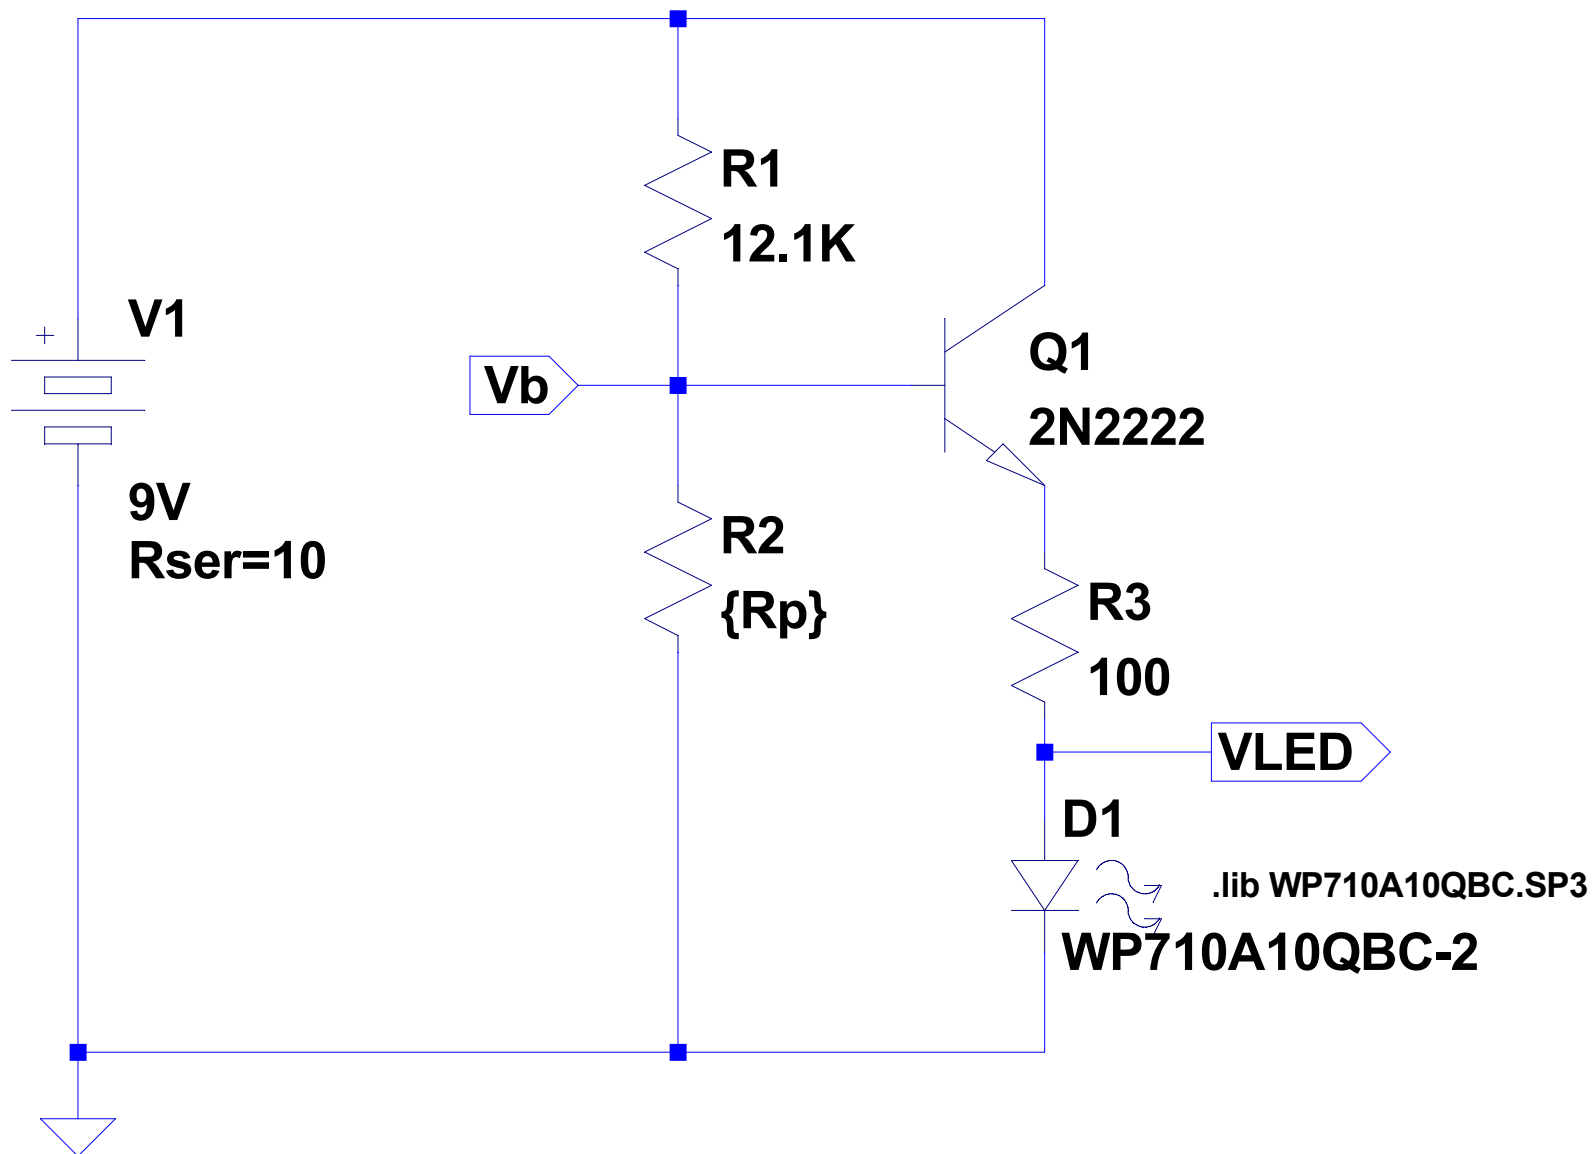 R1
12.1K
V1
Vb
Q1
2N2222
9V
Rser=10
R2
{Rp}
R3
100
VLED
D1
.lib WP710A10QBC.SP3
WP710A10QBC-2